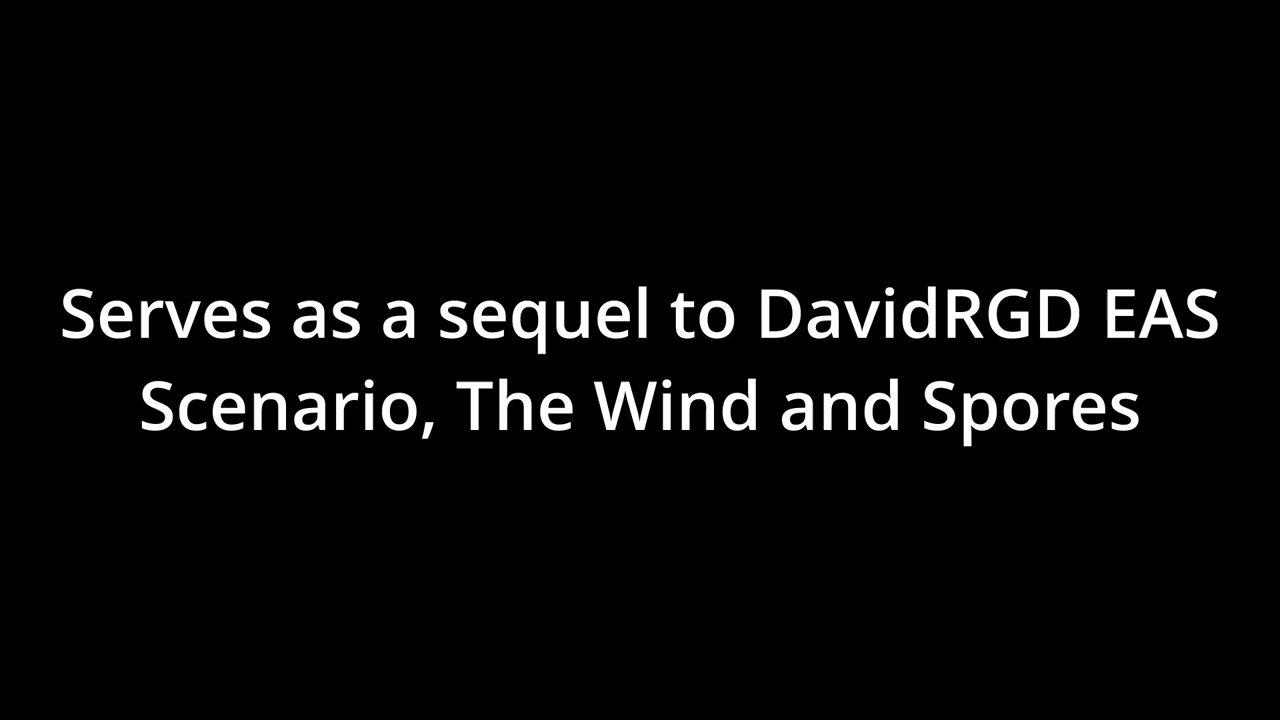 Serves as a sequel to DavidRGD EAS
Scenario, The Wind and Spores